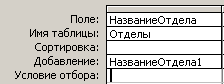 Поле: НазваниеОтдела
Имя таблицы: Отделы
Сортировка:
Добавление: НазваниеОтдела1
Условие отбора: